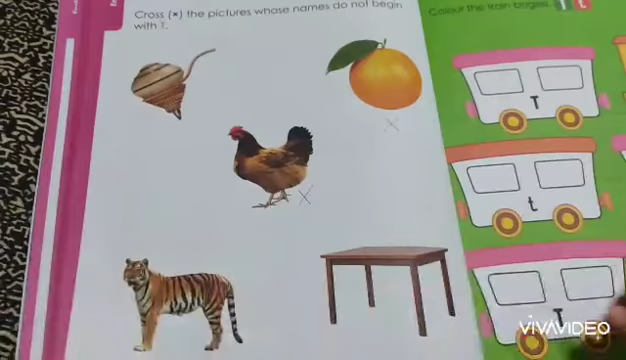 Cross (×) the pictures whose names do not begin
with T.
Colour the train bogies.
T t
T
t
T
VIVAVIDEO